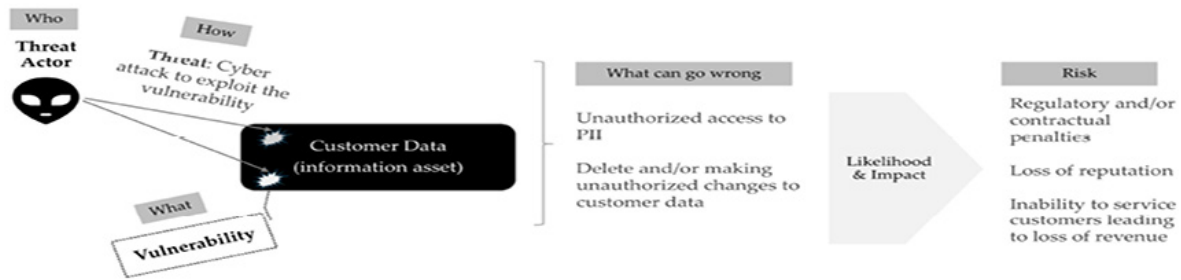 Who
Threat
Actor
How
Threat: Cyber
attack to exploit the
vulnerability
Customer Data
(information asset)
What
Vulnerability
What can go wrong
Unauthorized access to
PII
Delete and/or making
unauthorized changes to
customer data
Likelihood
& Impact
Risk
Regulatory and/or
contractual
penalties
Loss of reputation
Inability to service
customers leading
to loss of revenue